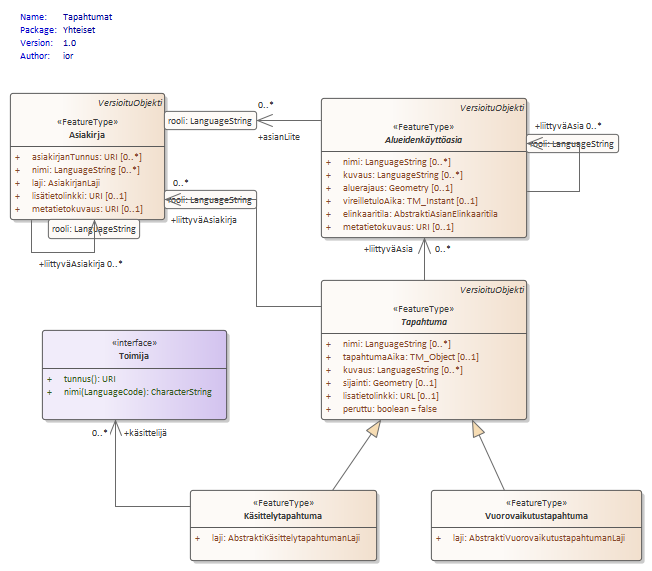 Name: Tapahtumat
Package: Yhteiset
Version: 1.0
Author: ior
VersioituObjekti
«FeatureType»
Asiakirja
+ asiakirjanTunnus: URI [0..*]
+ nimi: LanguageString [0..*]
+ laji: AsiakirjanLaji
+ lisätietolinkki: URI [0..1]
+ metatietokuvaus: URI [0..1]
rooli: LanguageString
0..*
+asianLiite
VersioituObjekti
«FeatureType»
Alueidenkäyttöasia
+ nimi: LanguageString [0..*]
+ kuvaus: LanguageString [0..*]
+ aluerajaus: Geometry [0..1]
+ vireilletuloAika: TM_Instant [0..1]
+ elinkaaritila: AbstraktiAsianElinkaaritila
+ metatietokuvaus: URI [0..1]
+liittyväAsia 0..*
rooli: LanguageString
0..*
rooli: LanguageString
+liittyväAsiakirja
rooli: LanguageString
+liittyväAsiakirja 0..*
+liittyväAsia 0..*
VersioituObjekti
«FeatureType»
Tapahtuma
+ nimi: LanguageString [0..*]
+ tapahtumaAika: TM_Object [0..1]
+ kuvaus: LanguageString [0..*]
+ sijainti: Geometry [0..1]
+ lisatietolinkki: URL [0..1]
+ peruttu: boolean = false
«interface»
Toimija
+ tunnus(): URI
+ nimi(LanguageCode): CharacterString
0..* +käsittelijä
«FeatureType»
Käsittelytapahtuma
+ laji: AbstraktiKäsittelytapahtumanLaji
«FeatureType»
Vuorovaikutustapahtuma
+ laji: AbstraktiVuorovaikutustapahtumanLaji